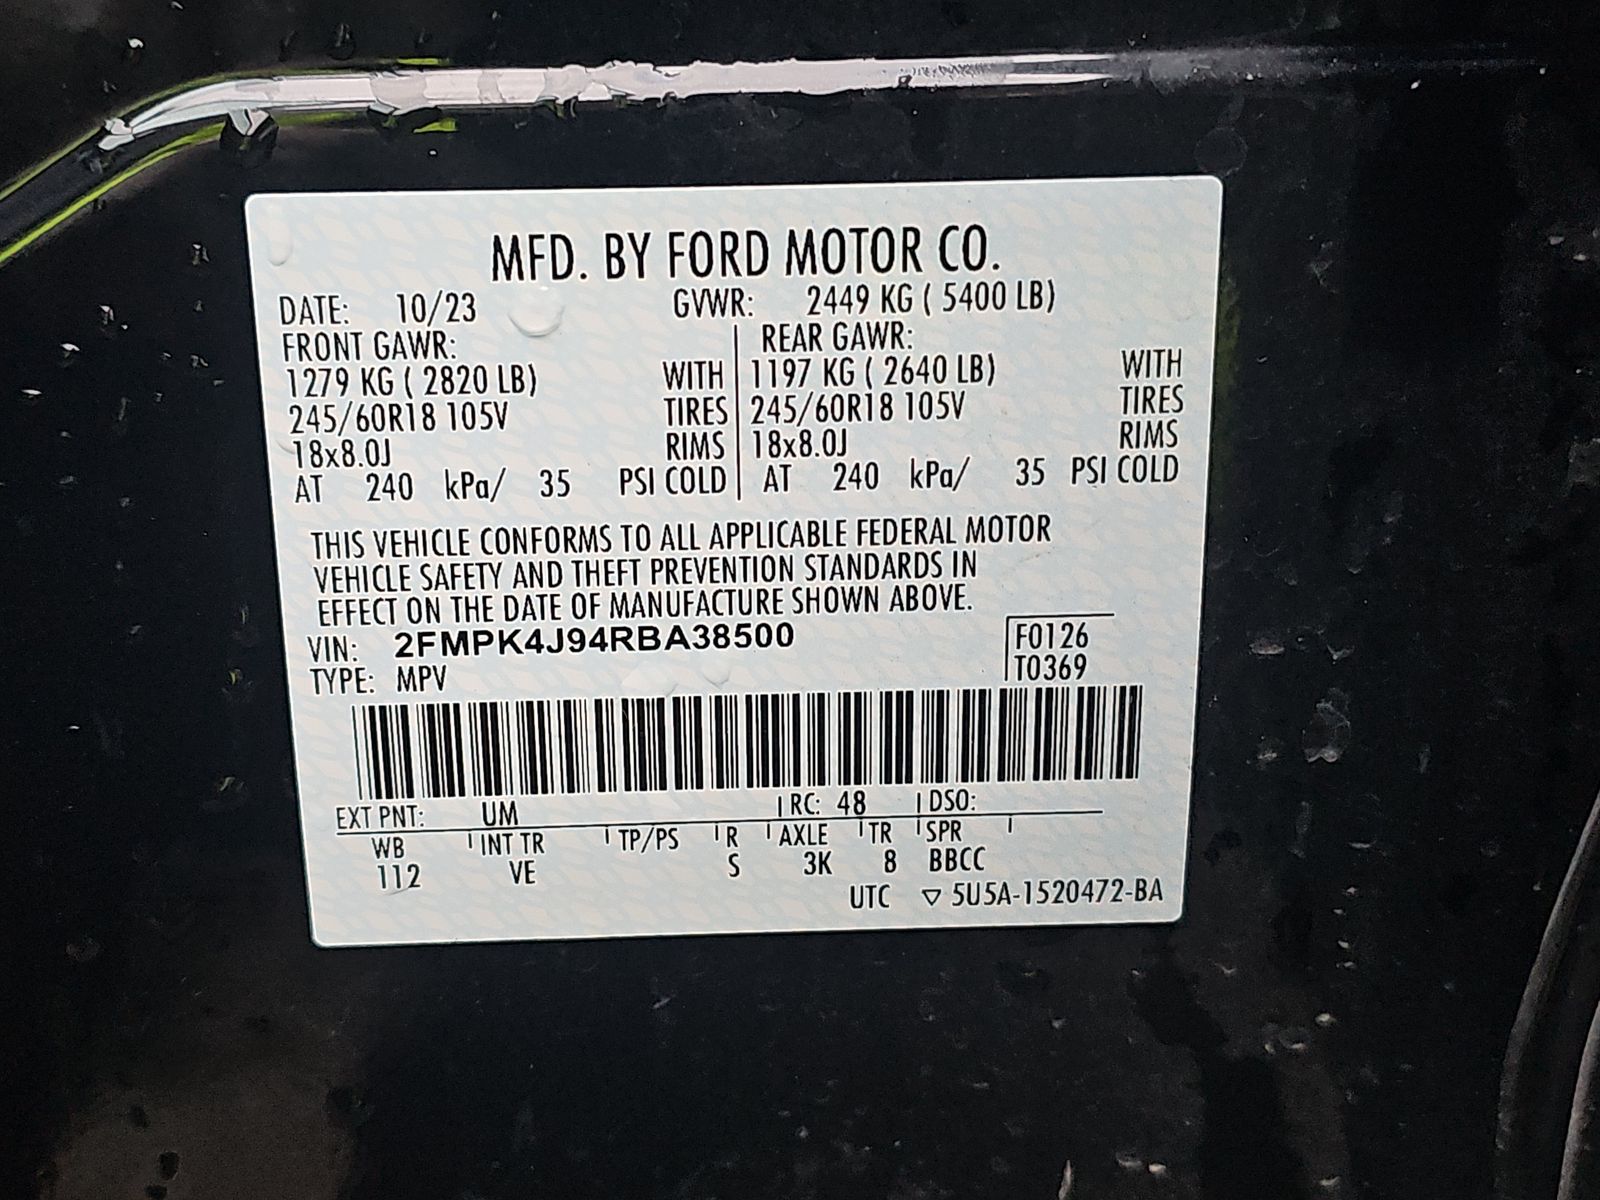 MFD. BY FORD MOTOR CO.
DATE: 10/23 GVWR: 2449 KG ( 5400 LB)
FRONT GAWR: REAR GAWR:
1279 KG ( 2820 LB) WITH 1197 KG ( 2640 LB) WITH
245/60R18 105V TIRES 245/60R18 105V TIRES
18x8.0J RIMS 18x8.0J RIMS
AT 240 kPa/ 35 PSI COLD AT 240 kPa/ 35 PSI COLD
THIS VEHICLE CONFORMS TO ALL APPLICABLE FEDERAL MOTOR
VEHICLE SAFETY AND THEFT PREVENTION STANDARDS IN
EFFECT ON THE DATE OF MANUFACTURE SHOWN ABOVE.
VIN: 2FMPK4J94RBA38500 F0126
TYPE: MPV T0369
EXT PNT: UM RC: 48 DSO:
WB INT TR TP/PS R AXLE TR SPR
112 VE S 3K 8 BBCC
UTC ▽ 5U5A-1520472-BA